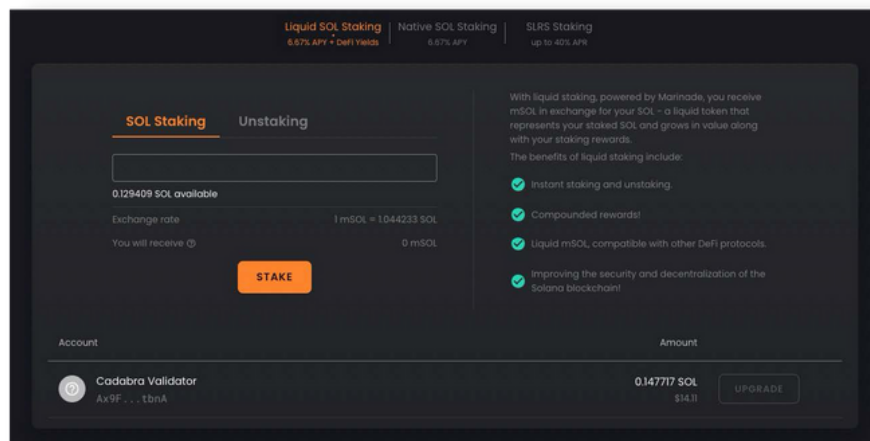 Liquid SOL Staking
6.67% APY + DeFi Yields
Native SOL Staking
6.67% APY
SLRS Staking
up to 40% APR
SOL Staking
Unstaking
0.129409 SOL available
Exchange rate
1 mSOL = 1.044233 SOL
You will receive
0 mSOL
STAKE
With liquid staking, powered by Marinade, you receive
mSOL in exchange for your SOL - a liquid token that
represents your staked SOL and grows in value along
with your staking rewards.
The benefits of liquid staking include:
Instant staking and unstaking.
Compounded rewards!
Liquid mSOL, compatible with other DeFi protocols.
Improving the security and decentralization of the
Solana blockchain!
Account
Amount
Cadabra Validator
Ax9F...tbnA
0.147717 SOL
$14.11
UPGRADE